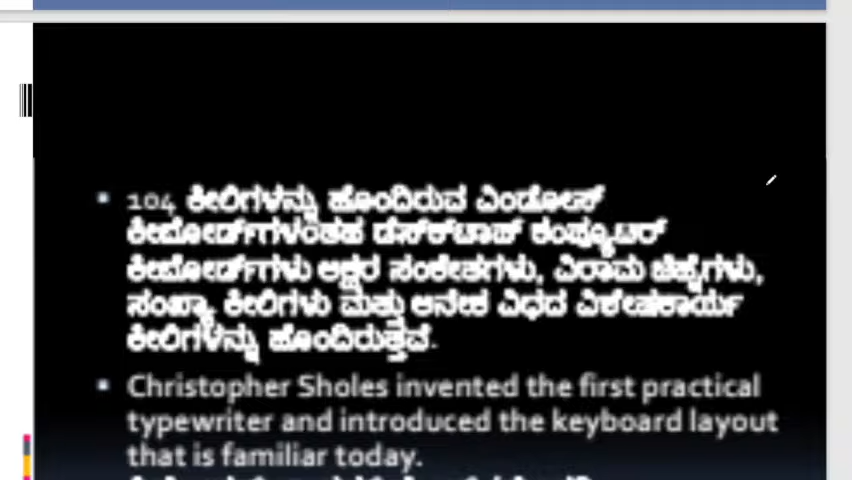 104 ಕೀಲಿಗಳನ್ನು ಹೊಂದಿರುವ ವಿಂಡೋಸ್
ಕೀಬೋರ್ಡ್‌ಗಳಂತಹ ಡೆಸ್ಕ್‌ಟಾಪ್ ಕಂಪ್ಯೂಟರ್
ಕೀಬೋರ್ಡ್‌ಗಳು ಅಕ್ಷರ ಸಂಕೇತಗಳು, ವಿರಾಮ ಚಿಹ್ನೆಗಳು,
ಸಂಖ್ಯಾ ಕೀಲಿಗಳು ಮತ್ತು ಅನೇಕ ವಿಧದ ವಿಶೇಷಕಾರ್ಯ
ಕೀಲಿಗಳನ್ನು ಹೊಂದಿರುತ್ತವೆ.
Christopher Sholes invented the first practical
typewriter and introduced the keyboard layout
that is familiar today.